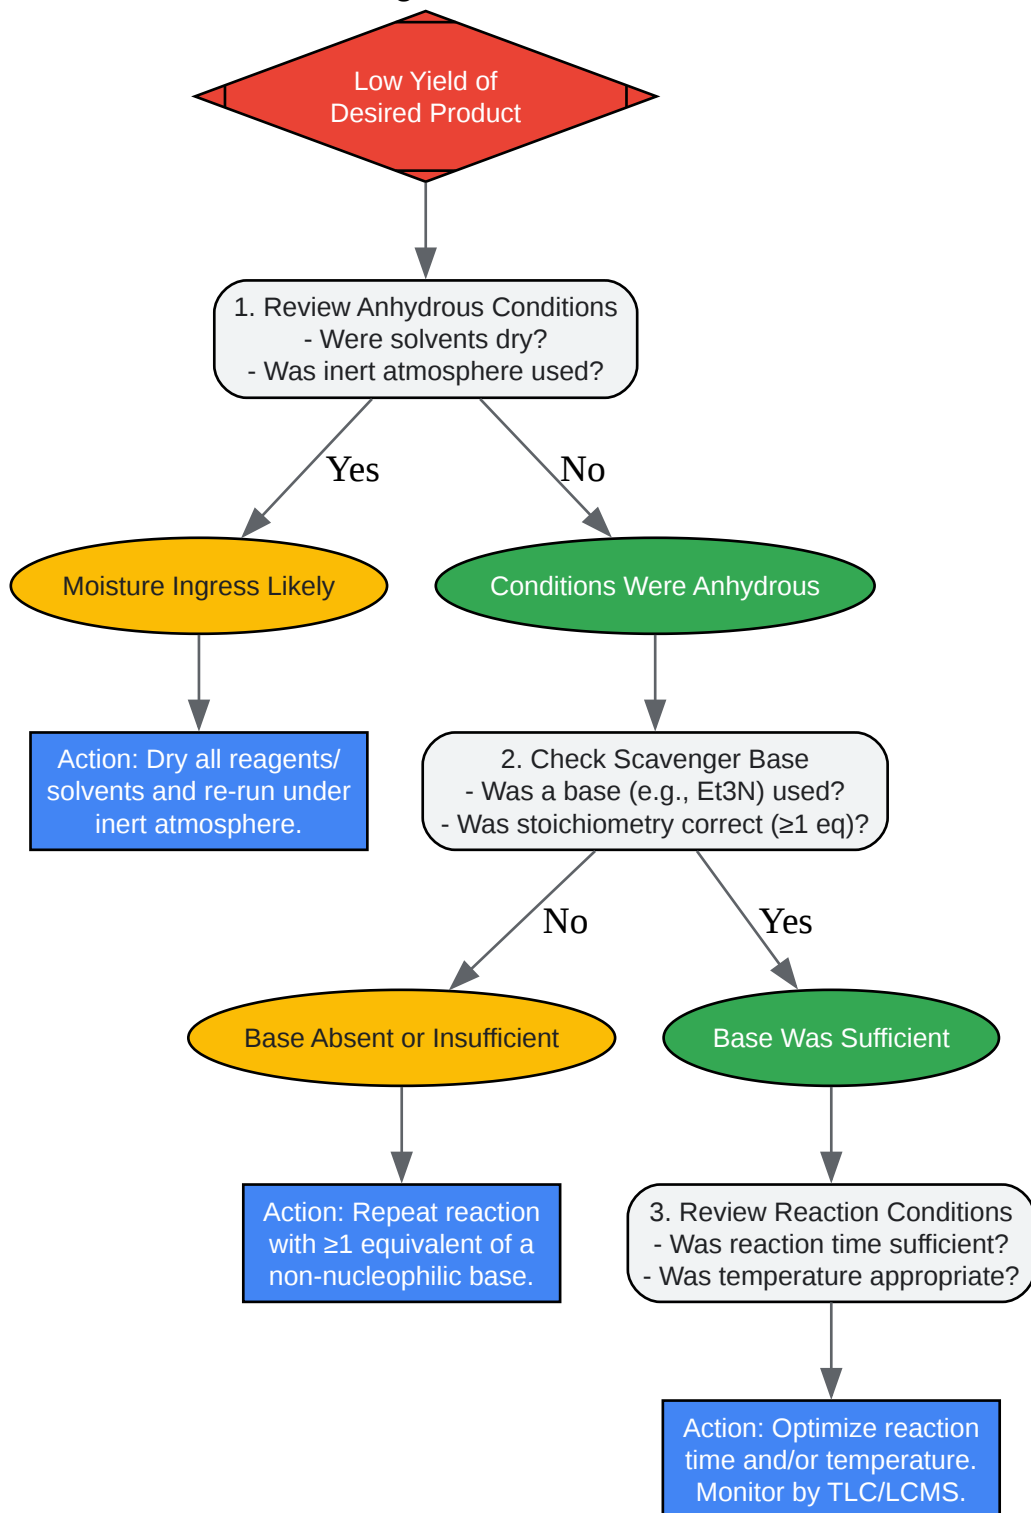 Low Yield of
Desired Product
1. Review Anhydrous Conditions
- Were solvents dry?
- Was inert atmosphere used?
Yes
No
Moisture Ingress Likely
Conditions Were Anhydrous
Action: Dry all reagents/
solvents and re-run under
inert atmosphere.
2. Check Scavenger Base
- Was a base (e.g., Et3N) used?
- Was stoichiometry correct (≥1 eq)?
No
Yes
Base Absent or Insufficient
Base Was Sufficient
Action: Repeat reaction
with ≥1 equivalent of a
non-nucleophilic base.
3. Review Reaction Conditions
- Was reaction time sufficient?
- Was temperature appropriate?
Action: Optimize reaction
time and/or temperature.
Monitor by TLC/LCMS.